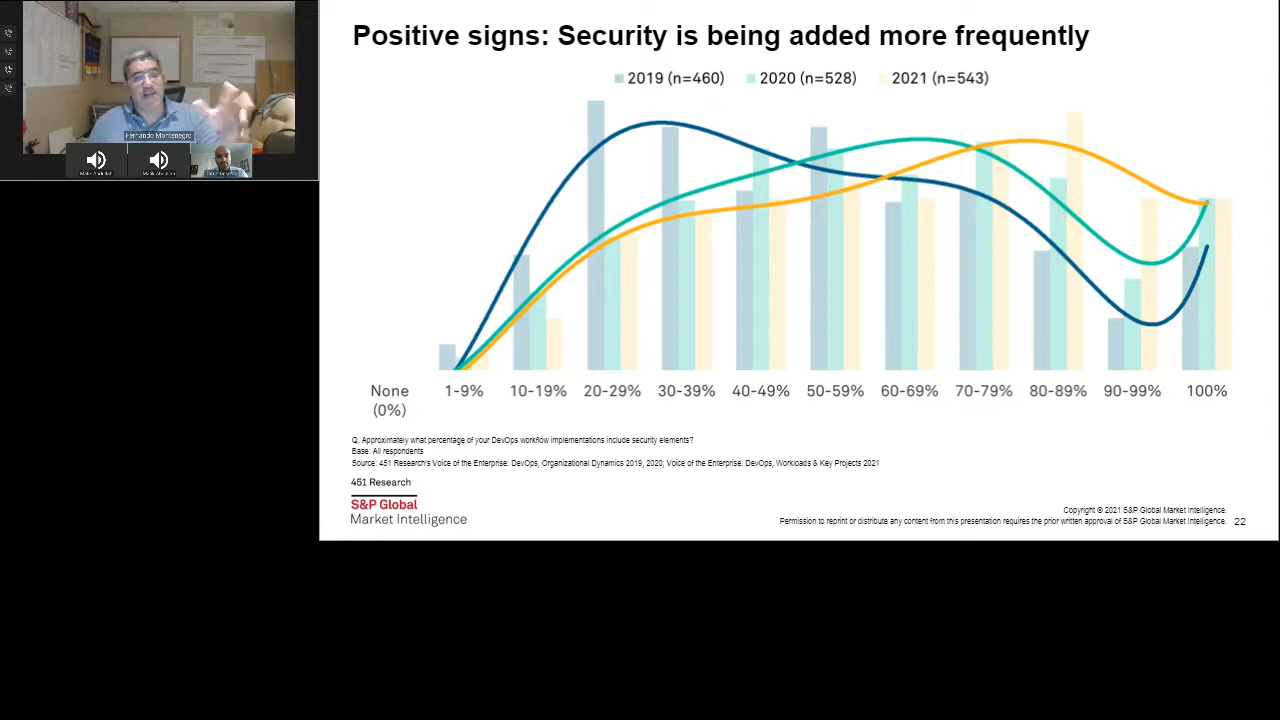 Positive signs: Security is being added more frequently
2019 (n=460)
2020 (n=528)
2021 (n=543)
Fernando Montenegro
None
(0%)
1-9%
10-19%
20-29%
30-39%
40-49%
50-59%
60-69%
70-79%
80-89%
90-99%
100%
Q. Approximately what percentage of your DevOps workflow implementations include security elements?
Base: All respondents
Source: 451 Research's Voice of the Enterprise: DevOps, Organizational Dynamics 2019, 2020; Voice of the Enterprise: DevOps, Workloads & Key Projects 2021
451 Research
S&P Global
Market Intelligence
Copyright © 2021 S&P Global Market Intelligence.
Permission to reprint or distribute any content from this presentation requires the prior written approval of S&P Global Market Intelligence.
22